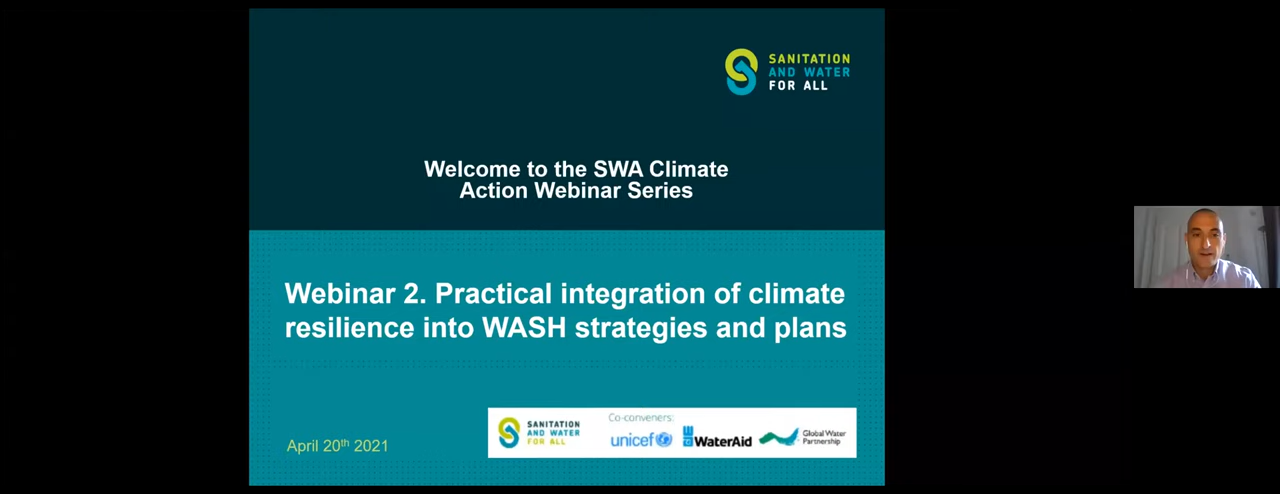 SANITATION
AND WATER
FOR ALL
Welcome to the SWA Climate
Action Webinar Series
Webinar 2. Practical integration of climate
resilience into WASH strategies and plans
April 20th 2021
SANITATION
AND WATER
FOR ALL
Co-conveners:
unicef
WaterAid
Global Water
Partnership